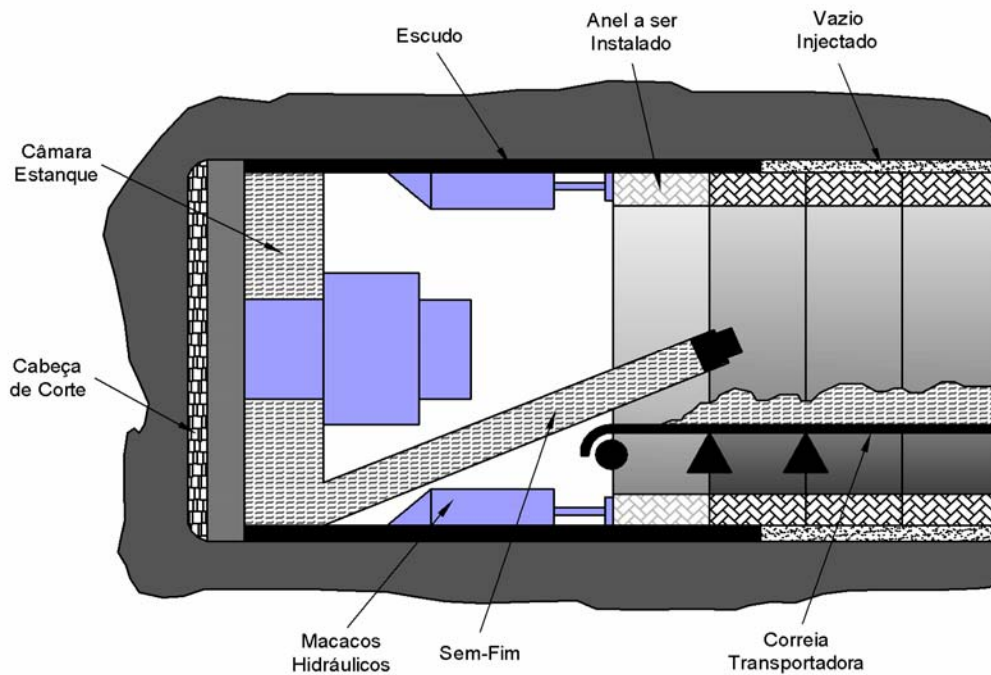 Escudo
Anel a ser
Instalado
Vazio
Injectado
Câmara
Estanque
Cabeça
de Corte
Macacos
Hidráulicos
Sem-Fim
Correia
Transportadora